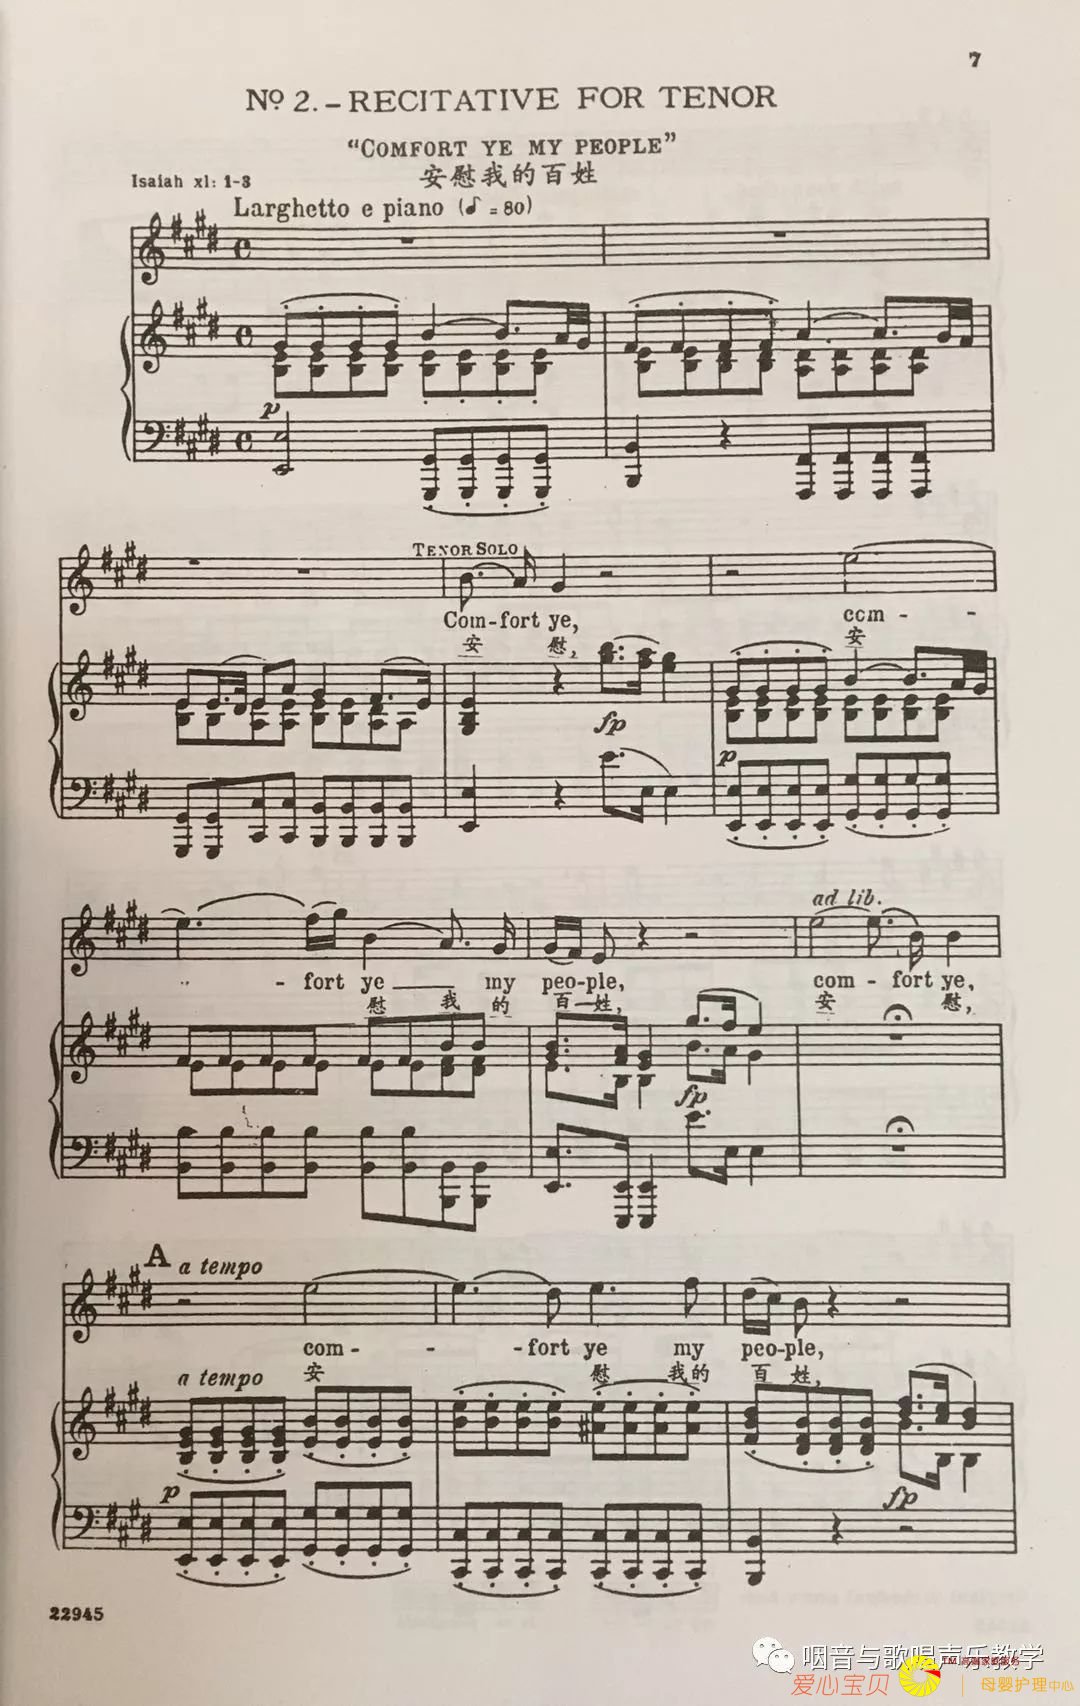 7
No 2. – RECITATIVE FOR TENOR
“COMFORT YE MY PEOPLE”
安慰我的百姓
Isaiah xl: 1-3
Larghetto e piano (♪ = 80)
p
TENOR SOLO
Com-fort ye, com - -
安 慰, 安
fp p
- fort ye my peo-ple, com - fort ye,
慰 我 的 百 姓, 安 慰,
ad lib.
fp
A a tempo
com - - - fort ye my peo-ple,
安 慰 我的 百 姓,
a tempo
p fp
22945
咽音与歌唱声乐教学
爱心宝贝 母婴护理中心